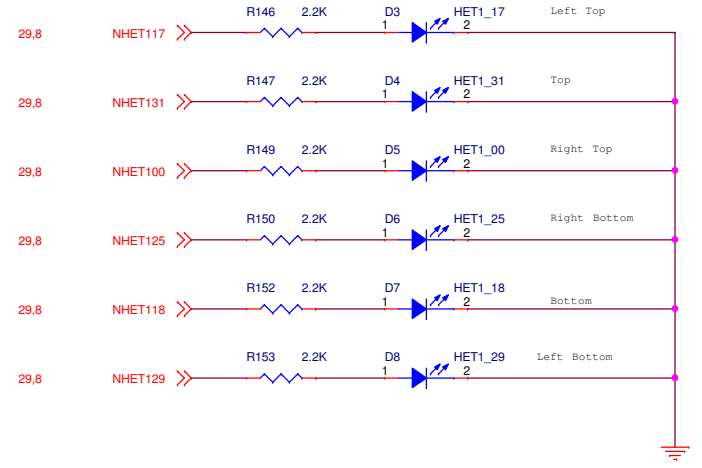 R146 2.2K D3 HET1_17 Left Top
29,8 NHET117 1 2
R147 2.2K D4 HET1_31 Top
29,8 NHET131 1 2
R149 2.2K D5 HET1_00 Right Top
29,8 NHET100 1 2
R150 2.2K D6 HET1_25 Right Bottom
29,8 NHET125 1 2
R152 2.2K D7 HET1_18 Bottom
29,8 NHET118 1 2
R153 2.2K D8 HET1_29 Left Bottom
29,8 NHET129 1 2